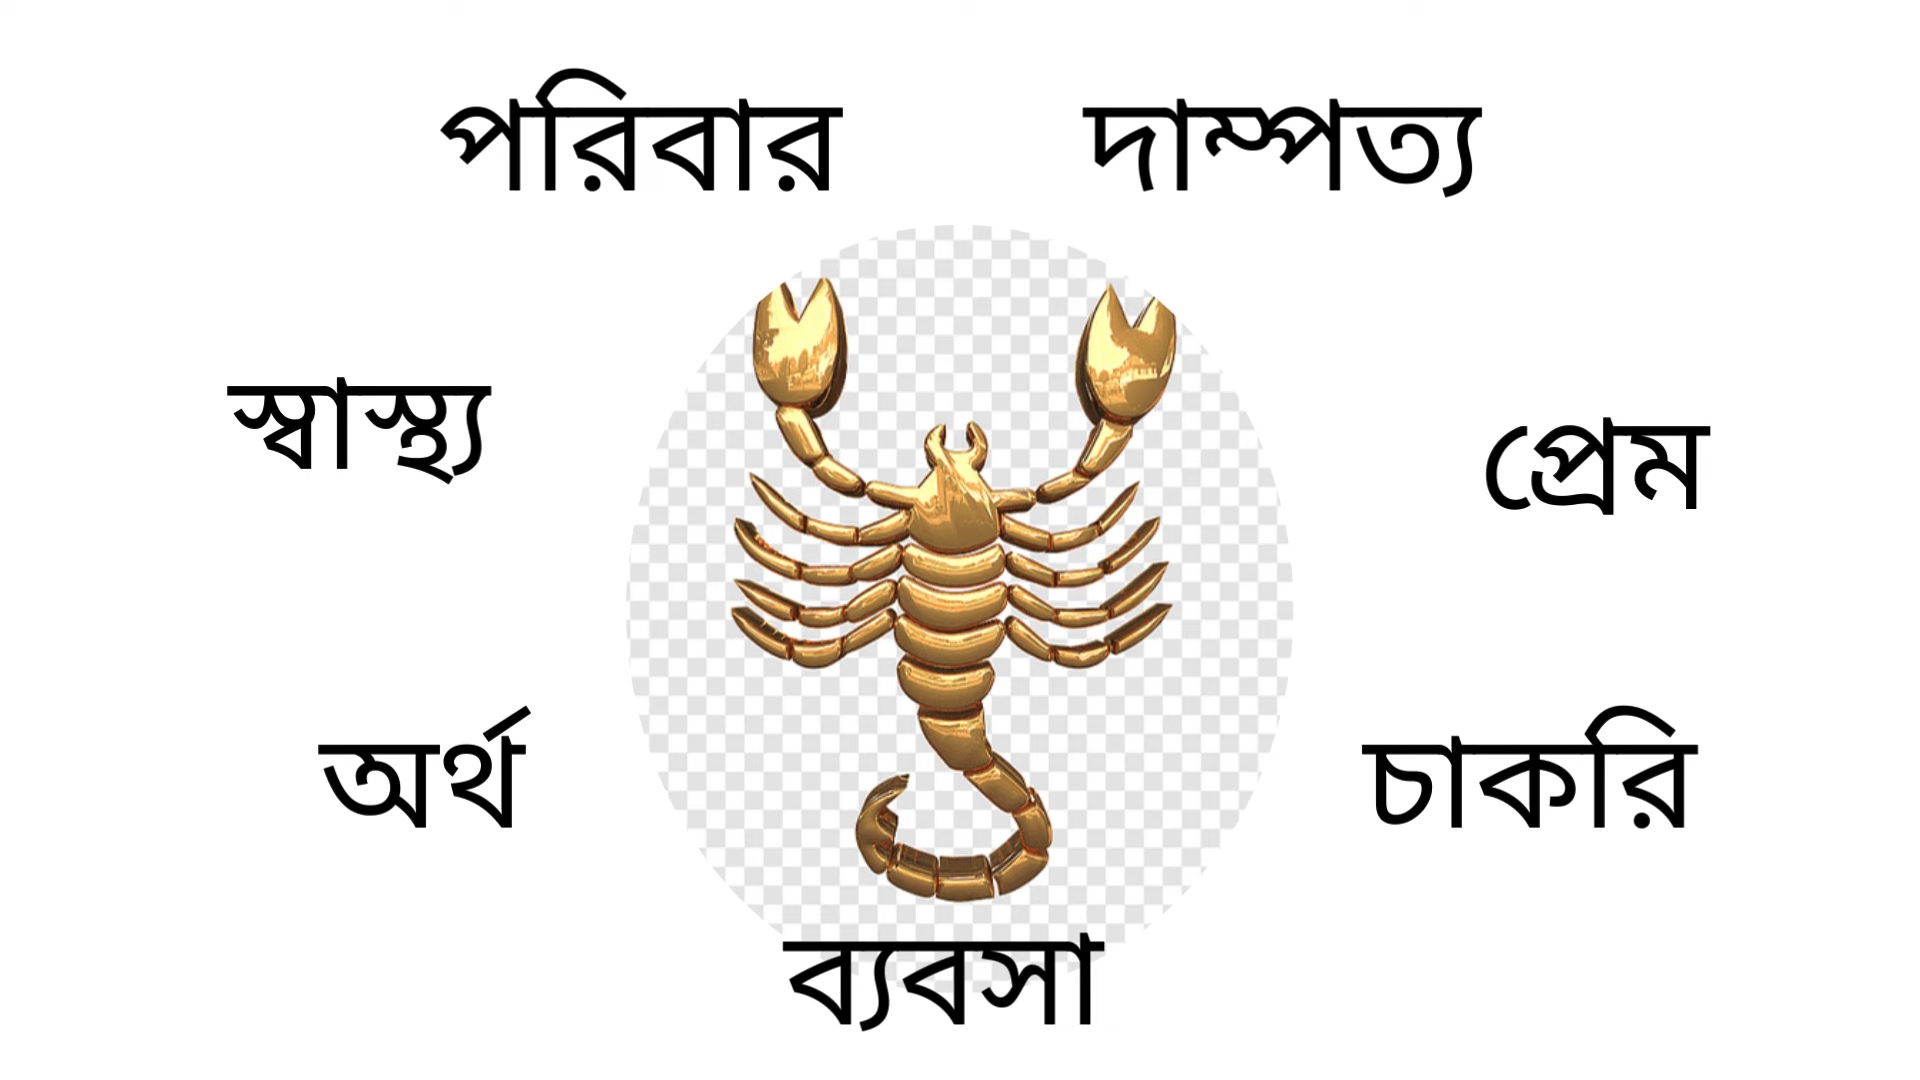 পরিবার
দাম্পত্য
স্বাস্থ্য
প্রেম
অর্থ
চাকরি
ব্যবসা